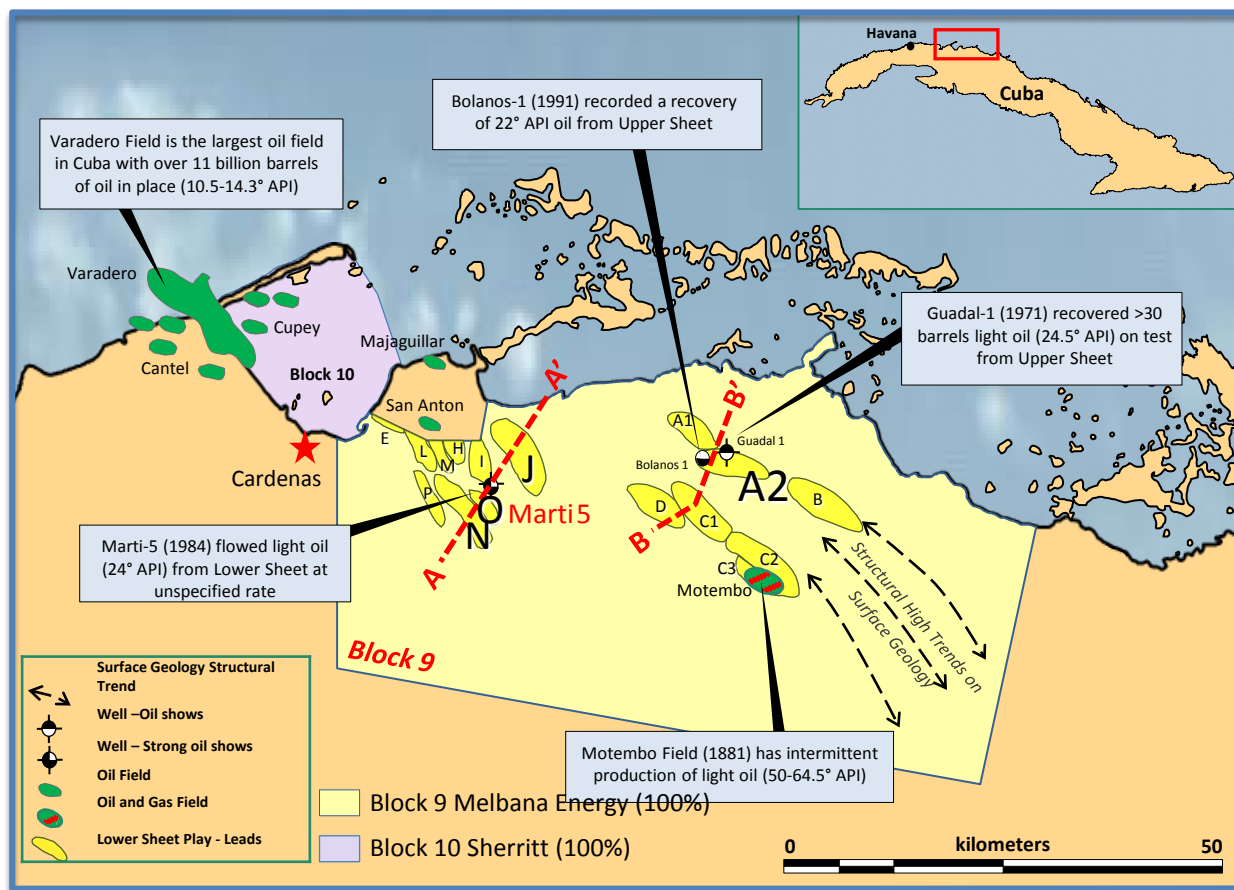 Havana
Cuba
Bolanos-1 (1991) recorded a recovery
of 22° API oil from Upper Sheet
Varadero Field is the largest oil field
in Cuba with over 11 billion barrels
of oil in place (10.5-14.3° API)
Varadero
Cupey
Cantel
Block 10
Majaguillar
San Anton
Cardenas
Guadal-1 (1971) recovered >30
barrels light oil (24.5° API) on test
from Upper Sheet
A'
B'
A1
Guadal 1
Bolanos 1
A2
E
L
M
H
I
J
P
O
N
Marti 5
A
D
C1
B
B
C2
C3
Motembo
Marti-5 (1984) flowed light oil
(24° API) from Lower Sheet at
unspecified rate
Structural High Trends on
Surface Geology
Block 9
Motembo Field (1881) has intermittent
production of light oil (50-64.5° API)
Surface Geology Structural
Trend
Well –Oil shows
Well – Strong oil shows
Oil Field
Oil and Gas Field
Lower Sheet Play - Leads
Block 9 Melbana Energy (100%)
Block 10 Sherritt (100%)
0 kilometers 50